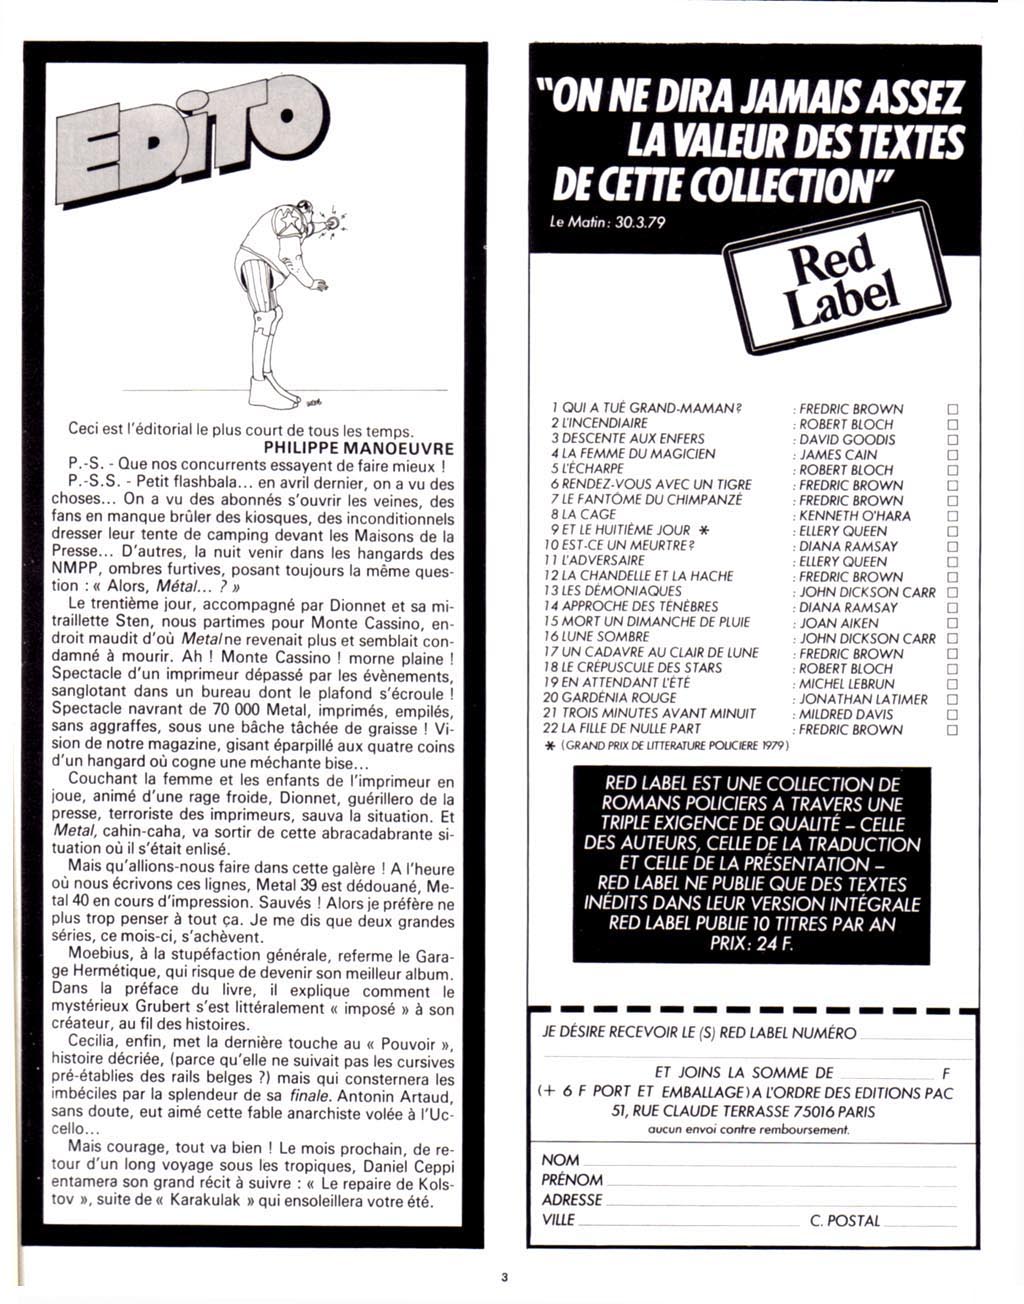 EDITO
Ceci est l'éditorial le plus court de tous les temps.
PHILIPPE MANOEUVRE
P.-S. - Que nos concurrents essayent de faire mieux !
P.-S.S. - Petit flashbala... en avril dernier, on a vu des
choses... On a vu des abonnés s'ouvrir les veines, des
fans en manque brûler des kiosques, des inconditionnels
dresser leur tente de camping devant les Maisons de la
Presse... D'autres, la nuit venir dans les hangards des
NMPP, ombres furtives, posant toujours la même ques-
tion : « Alors, Métal... ? »
Le trentième jour, accompagné par Dionnet et sa mi-
traillette Sten, nous partimes pour Monte Cassino, en-
droit maudit d'où Metal ne revenait plus et semblait con-
damné à mourir. Ah ! Monte Cassino ! morne plaine !
Spectacle d'un imprimeur dépassé par les évènements,
sanglotant dans un bureau dont le plafond s'écroule !
Spectacle navrant de 70 000 Metal, imprimés, empilés,
sans aggraffes, sous une bâche tâchée de graisse ! Vi-
sion de notre magazine, gisant éparpillé aux quatre coins
d'un hangard où cogne une méchante bise...
Couchant la femme et les enfants de l'imprimeur en
joue, animé d'une rage froide, Dionnet, guérillero de la
presse, terroriste des imprimeurs, sauva la situation. Et
Metal, cahin-caha, va sortir de cette abracadabrante si-
tuation où il s'était enlisé.
Mais qu'allions-nous faire dans cette galère ! A l'heure
où nous écrivons ces lignes, Metal 39 est dédouané, Me-
tal 40 en cours d'impression. Sauvés ! Alors je préfère ne
plus trop penser à tout ça. Je me dis que deux grandes
séries, ce mois-ci, s'achèvent.
Moebius, à la stupéfaction générale, referme le Gara-
ge Hermétique, qui risque de devenir son meilleur album.
Dans la préface du livre, il explique comment le
mystérieux Grubert s'est littéralement « imposé » à son
créateur, au fil des histoires.
Cecilia, enfin, met la dernière touche au « Pouvoir »,
histoire décriée, (parce qu'elle ne suivait pas les cursives
pré-établies des rails belges ?) mais qui consternera les
imbéciles par la splendeur de sa finale. Antonin Artaud,
sans doute, eut aimé cette fable anarchiste volée à l'Uc-
cello...
Mais courage, tout va bien ! Le mois prochain, de re-
tour d'un long voyage sous les tropiques, Daniel Ceppi
entamera son grand récit à suivre : « Le repaire de Kols-
tov », suite de « Karakulak » qui ensoleillera votre été.
"ON NE DIRA JAMAIS ASSEZ
LA VALEUR DES TEXTES
DE CETTE COLLECTION"
Le Matin : 30.3.79
Red
Label
1 QUI A TUÉ GRAND-MAMAN? : FREDRIC BROWN
2 L'INCENDIAIRE : ROBERT BLOCH
3 DESCENTE AUX ENFERS : DAVID GOODIS
4 LA FEMME DU MAGICIEN : JAMES CAIN
5 L'ÉCHARPE : ROBERT BLOCH
6 RENDEZ-VOUS AVEC UN TIGRE : FREDRIC BROWN
7 LE FANTÔME DU CHIMPANZÉ : FREDRIC BROWN
8 LA CAGE : KENNETH O'HARA
9 ET LE HUITIÈME JOUR * : ELLERY QUEEN
10 EST-CE UN MEURTRE? : DIANA RAMSAY
11 L'ADVERSAIRE : ELLERY QUEEN
12 LA CHANDELLE ET LA HACHE : FREDRIC BROWN
13 LES DÉMONIAQUES : JOHN DICKSON CARR
14 APPROCHE DES TÉNÈBRES : DIANA RAMSAY
15 MORT UN DIMANCHE DE PLUIE : JOAN AIKEN
16 LUNE SOMBRE : JOHN DICKSON CARR
17 UN CADAVRE AU CLAIR DE LUNE : FREDRIC BROWN
18 LE CRÉPUSCULE DES STARS : ROBERT BLOCH
19 EN ATTENDANT L'ÉTÉ : MICHEL LEBRUN
20 GARDÉNIA ROUGE : JONATHAN LATIMER
21 TROIS MINUTES AVANT MINUIT : MILDRED DAVIS
22 LA FILLE DE NULLE PART : FREDRIC BROWN
* (GRAND PRIX DE LITTERATURE POLICIERE 1979)
RED LABEL EST UNE COLLECTION DE
ROMANS POLICIERS A TRAVERS UNE
TRIPLE EXIGENCE DE QUALITÉ – CELLE
DES AUTEURS, CELLE DE LA TRADUCTION
ET CELLE DE LA PRÉSENTATION –
RED LABEL NE PUBLIE QUE DES TEXTES
INÉDITS DANS LEUR VERSION INTÉGRALE
RED LABEL PUBLIE 10 TITRES PAR AN
PRIX: 24 F.
JE DÉSIRE RECEVOIR LE (S) RED LABEL NUMÉRO
ET JOINS LA SOMME DE F
(+ 6 F PORT ET EMBALLAGE) A L'ORDRE DES EDITIONS PAC
51, RUE CLAUDE TERRASSE 75016 PARIS
aucun envoi contre remboursement.
NOM
PRÉNOM
ADRESSE
VILLE C. POSTAL
3